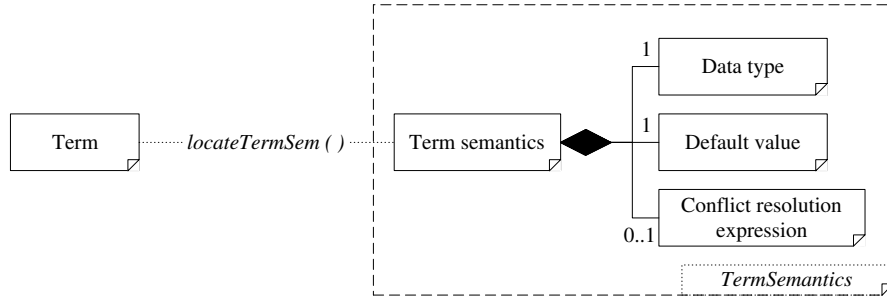 Term
locateTermSem ( )
Term semantics
1
Data type
1
Default value
0..1
Conflict resolution
expression
TermSemantics